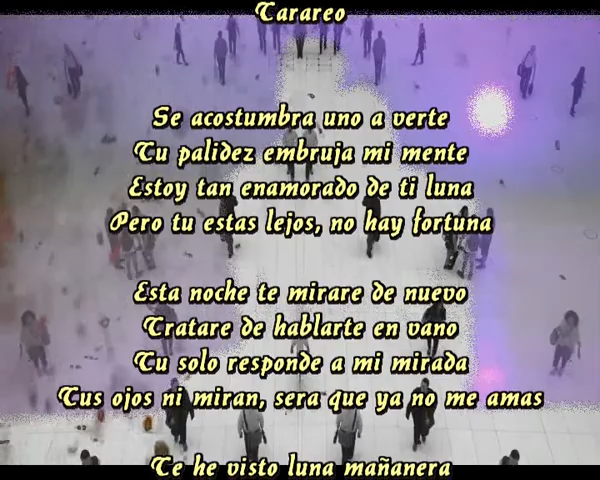 Tarareo
Se acostumbra uno a verte
Tu palidez embruja mi mente
Estoy tan enamorado de ti luna
Pero tu estas lejos, no hay fortuna
Esta noche te mirare de nuevo
Tratare de hablarte en vano
Tu solo responde a mi mirada
Tus ojos ni miran, sera que ya no me amas
Te he visto luna mañanera